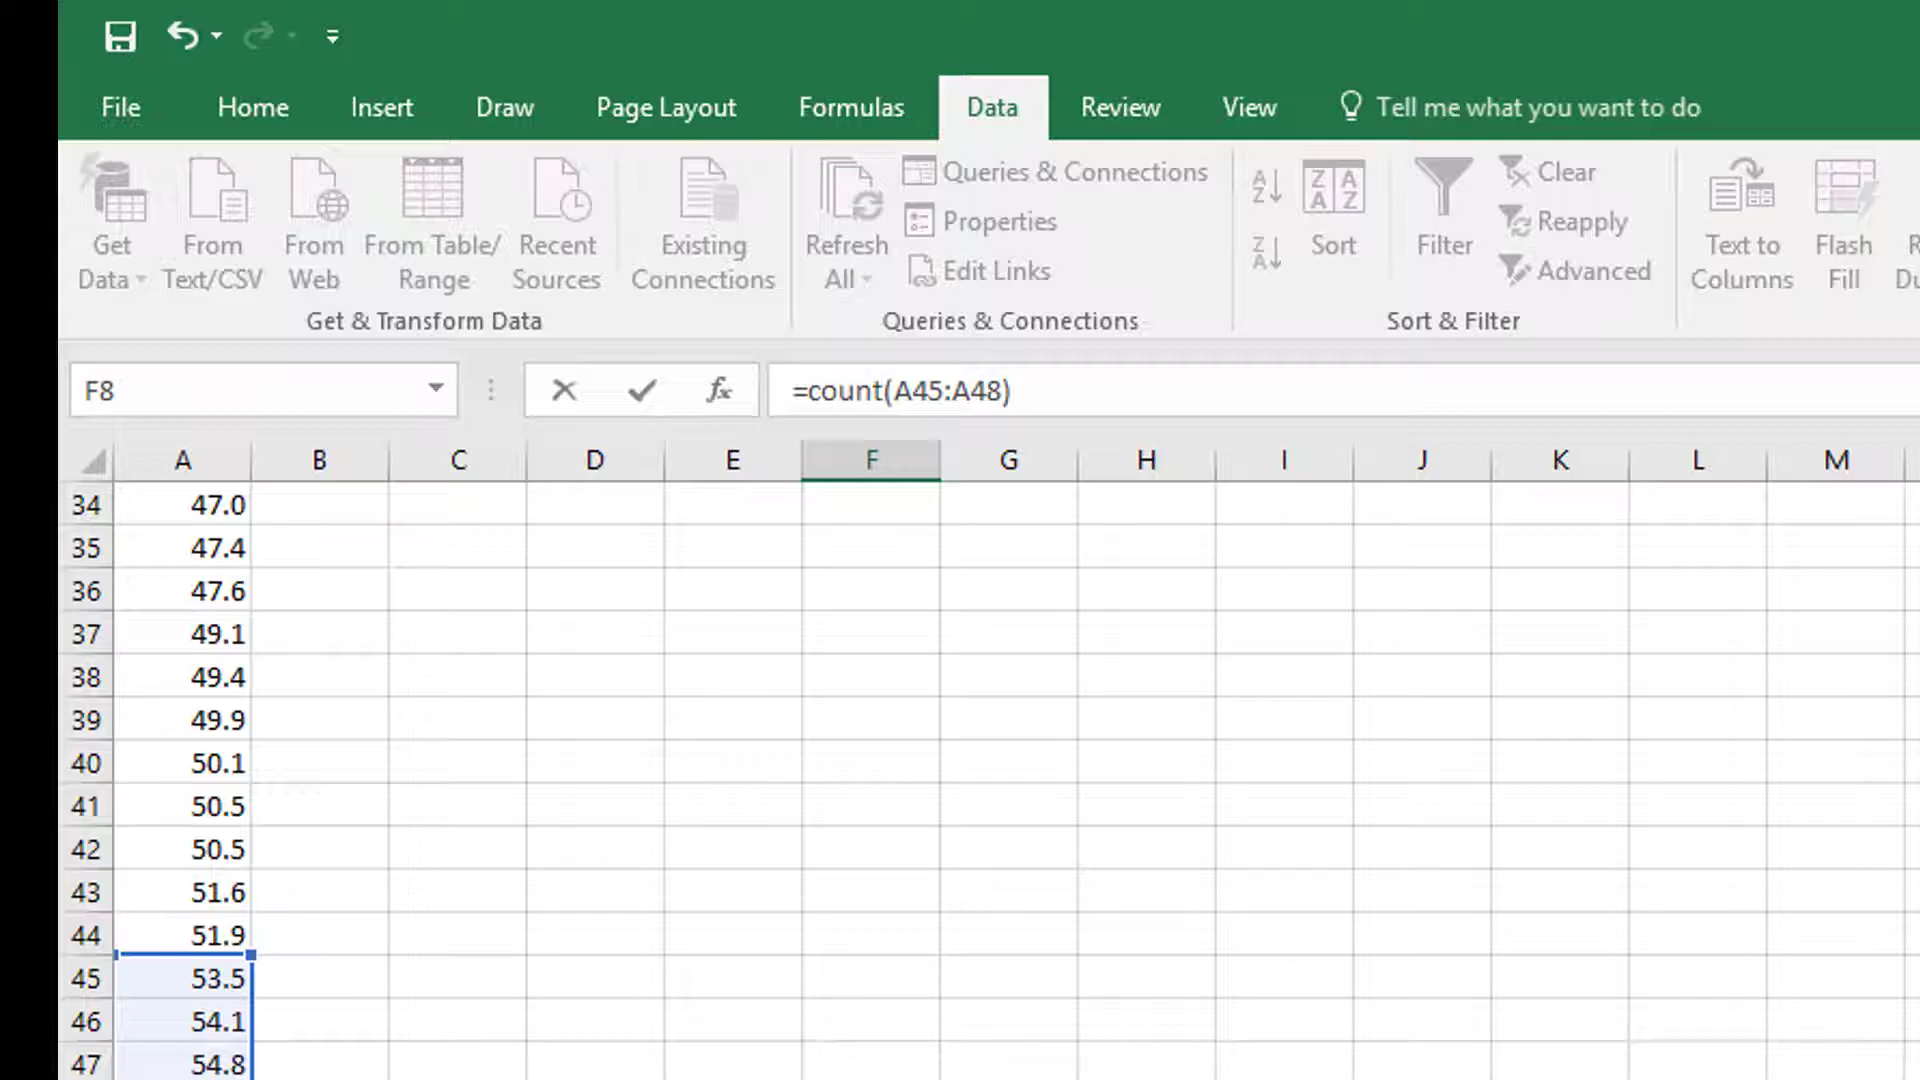 File Home Insert Draw Page Layout Formulas Data Review View Tell me what you want to do
Get Data
From Text/CSV
From Web
From Table/ Range
Recent Sources
Existing Connections
Get & Transform Data
Refresh All
Queries & Connections
Properties
Edit Links
Queries & Connections
Sort
Filter
Clear
Reapply
Advanced
Sort & Filter
Text to Columns
Flash Fill
F8 fx =count(A45:A48)
A B C D E F G H I J K L M
34 47.0
35 47.4
36 47.6
37 49.1
38 49.4
39 49.9
40 50.1
41 50.5
42 50.5
43 51.6
44 51.9
45 53.5
46 54.1
47 54.8